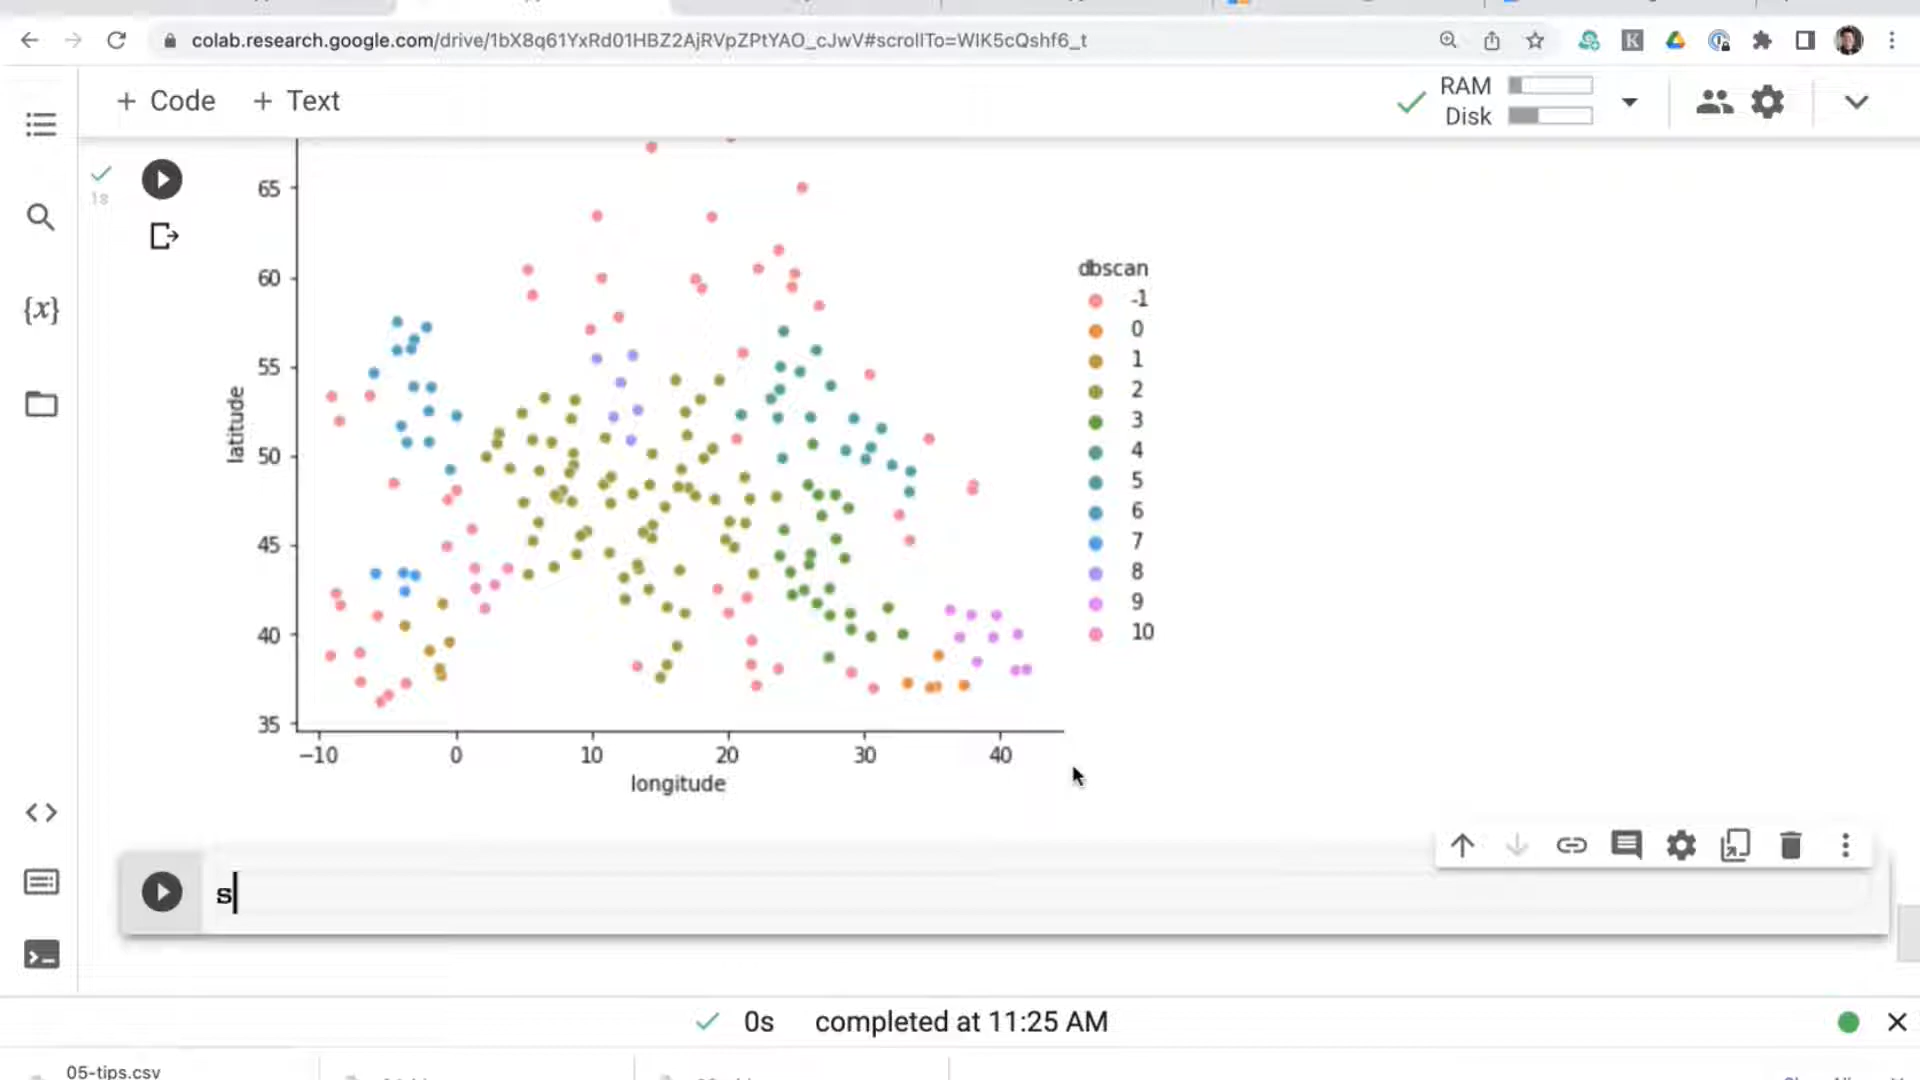 colab.research.google.com/drive/1bX8q61YxRd01HBZ2AjRVpZPtYAO_cJwV#scrollTo=WIK5cQshf6_t
+ Code + Text
RAM
Disk
1s
65
60
55
50
45
40
35
latitude
−10 0 10 20 30 40
longitude
dbscan
-1
0
1
2
3
4
5
6
7
8
9
10
{x}
s
0s completed at 11:25 AM
05-tips.csv